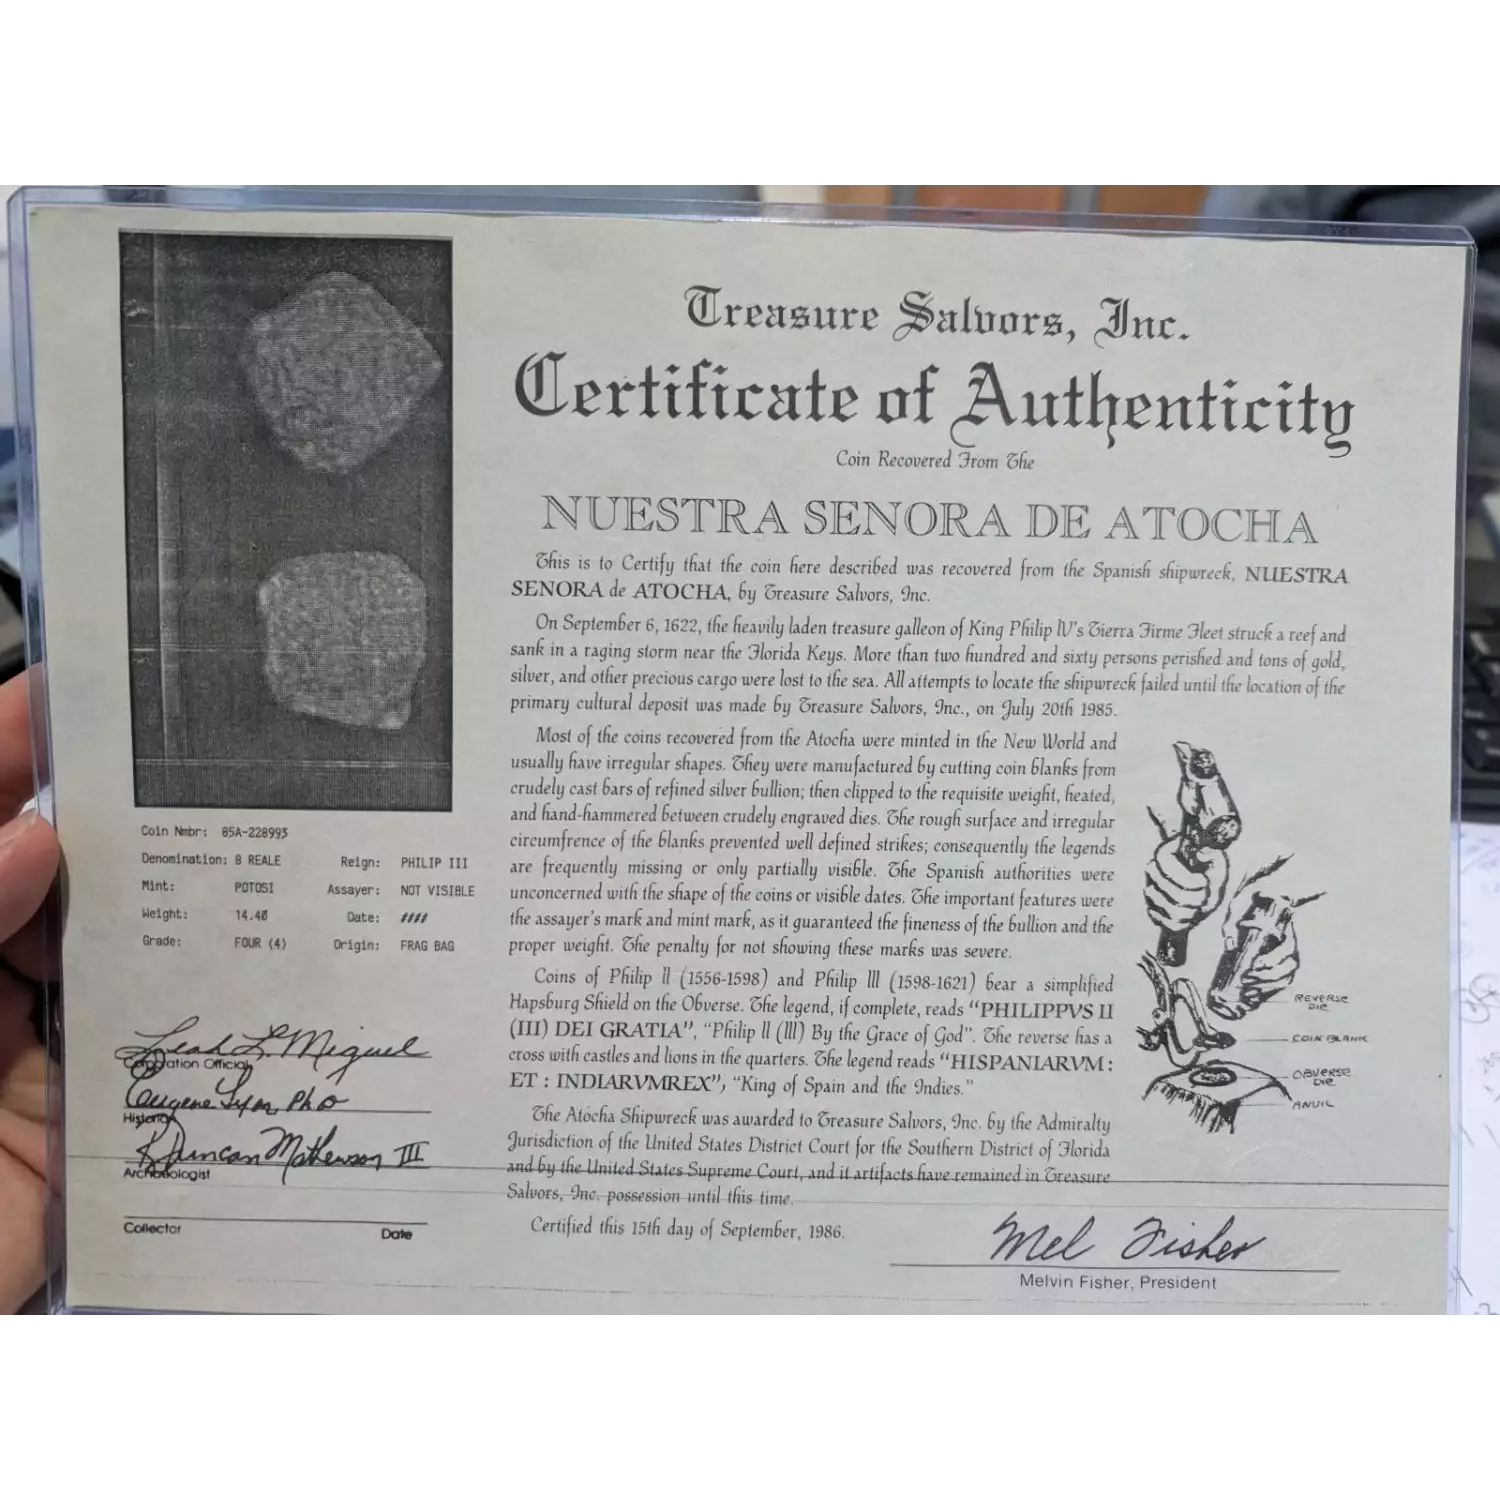 Treasure Salvors, Inc.
Certificate of Authenticity
Coin Recovered From The
NUESTRA SENORA DE ATOCHA
This is to Certify that the coin here described was recovered from the Spanish shipwreck, NUESTRA
SENORA de ATOCHA, by Treasure Salvors, Inc.
On September 6, 1622, the heavily laden treasure galleon of King Philip IV's Tierra Firme Fleet struck a reef and
sank in a raging storm near the Florida Keys. More than two hundred and sixty persons perished and tons of gold,
silver, and other precious cargo were lost to the sea. All attempts to locate the shipwreck failed until the location of the
primary cultural deposit was made by Treasure Salvors, Inc., on July 20th 1985.
Most of the coins recovered from the Atocha were minted in the New World and
usually have irregular shapes. They were manufactured by cutting coin blanks from
crudely cast bars of refined silver bullion; then clipped to the requisite weight, heated,
and hand-hammered between crudely engraved dies. The rough surface and irregular
circumfrence of the blanks prevented well defined strikes; consequently the legends
are frequently missing or only partially visible. The Spanish authorities were
unconcerned with the shape of the coins or visible dates. The important features were
the assayer's mark and mint mark, as it guaranteed the fineness of the bullion and the
proper weight. The penalty for not showing these marks was severe.
Coins of Philip II (1556-1598) and Philip III (1598-1621) bear a simplified
Hapsburg Shield on the Obverse. The legend, if complete, reads "PHILIPPVS II
(III) DEI GRATIA", "Philip II (III) By the Grace of God". The reverse has a
cross with castles and lions in the quarters. The legend reads "HISPANIARVM :
ET : INDIARVMREX", "King of Spain and the Indies."
The Atocha Shipwreck was awarded to Treasure Salvors, Inc. by the Admiralty
Jurisdiction of the United States District Court for the Southern District of Florida
and by the United States Supreme Court, and it artifacts have remained in Treasure
Salvors, Inc. possession until this time.
Certified this 15th day of September, 1986.
Mel Fisher
Melvin Fisher, President
REVERSE
DIE
COIN BLANK
OBVERSE
DIE
ANVIL
Coin Nmbr: 85A-228993
Denomination: 8 REALE Reign: PHILIP III
Mint: POTOSI Assayer: NOT VISIBLE
Weight: 14.40 Date: ////
Grade: FOUR (4) Origin: FRAG BAG
Leah L. Miguel
Corporation Official
Eugene Lyon PhD
Historian
R. Duncan Mathewson III
Archaeologist
Collector Date